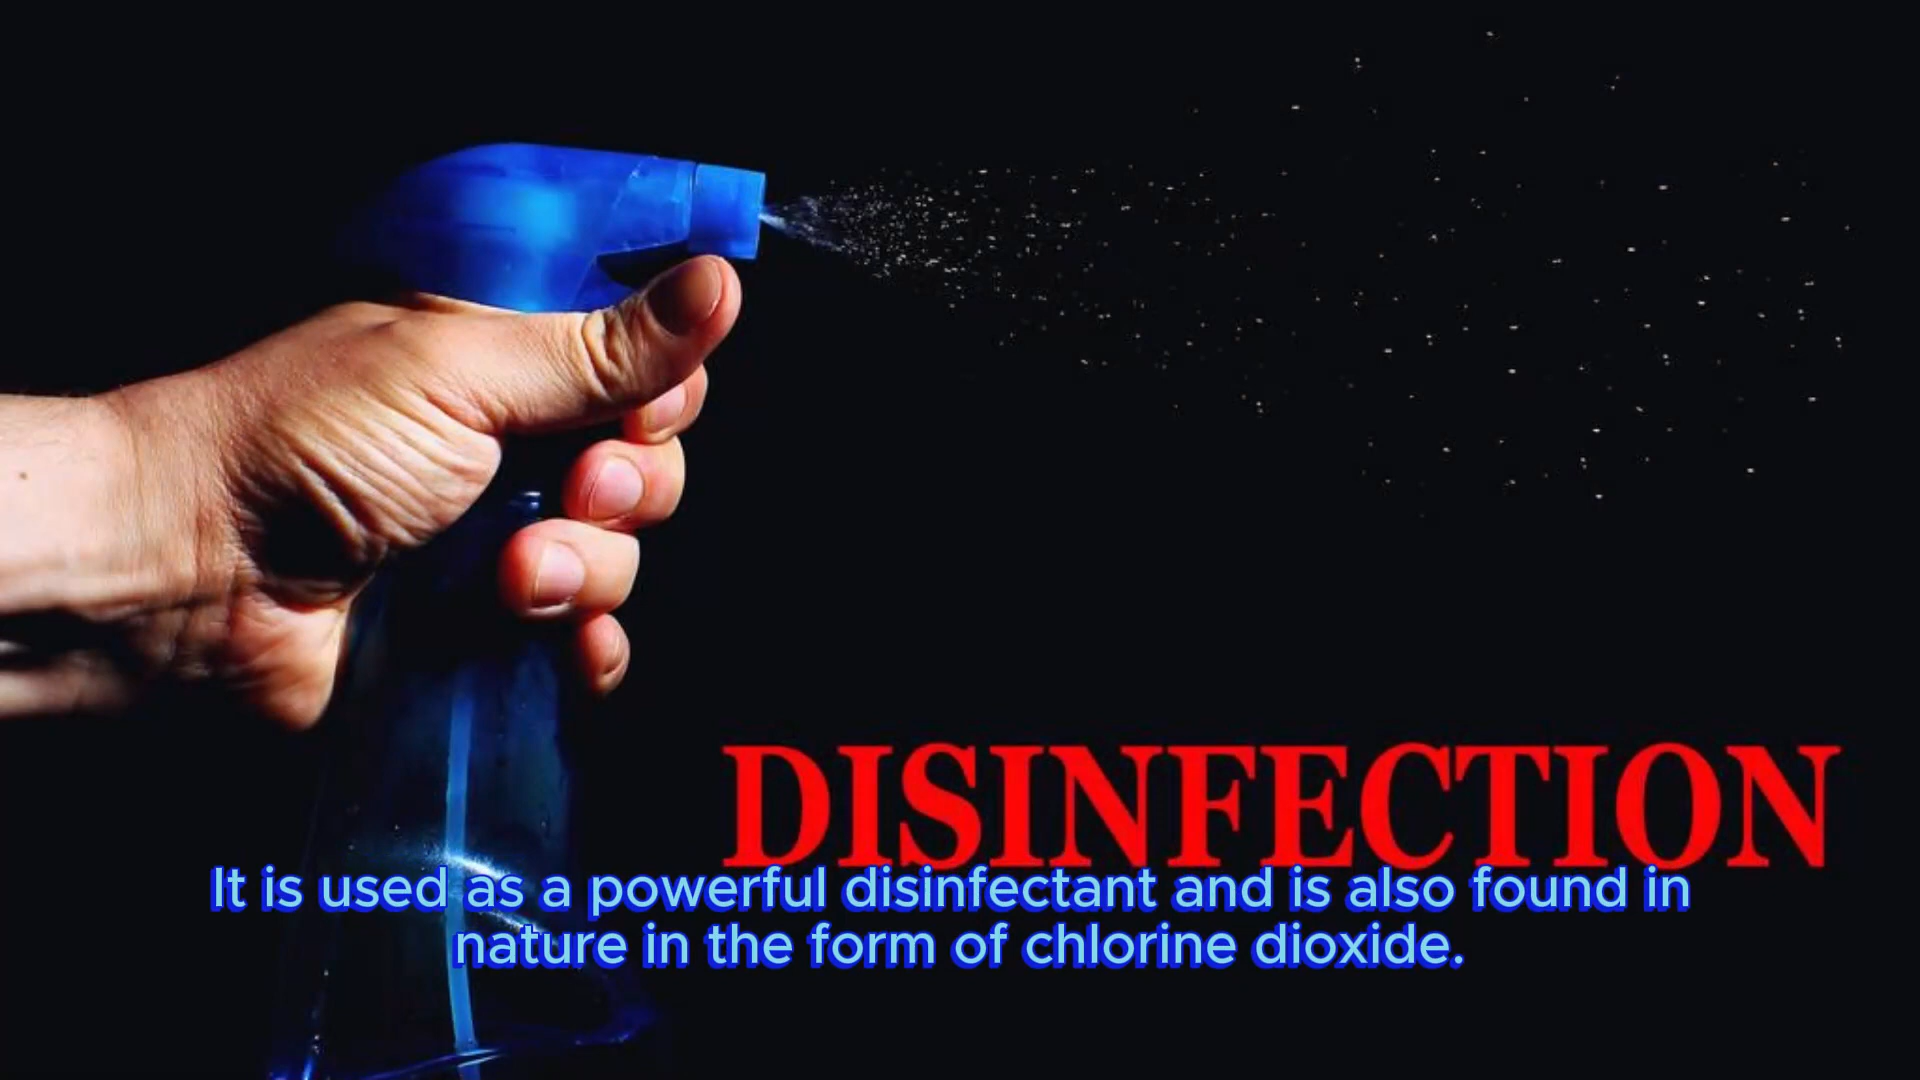 DISINFECTION
It is used as a powerful disinfectant and is also found in
nature in the form of chlorine dioxide.